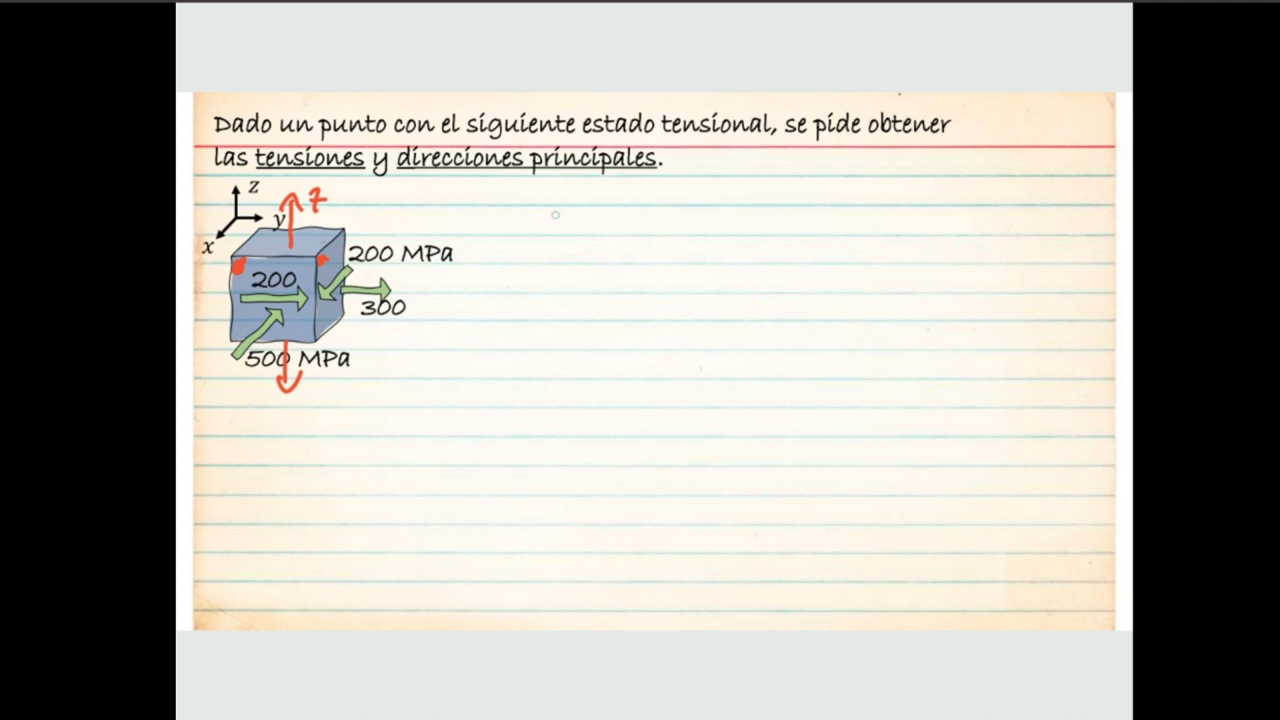 Dado un punto con el siguiente estado tensional, se pide obtener
las tensiones y direcciones principales.
z
z
y
x
200 MPa
200
300
500 MPa